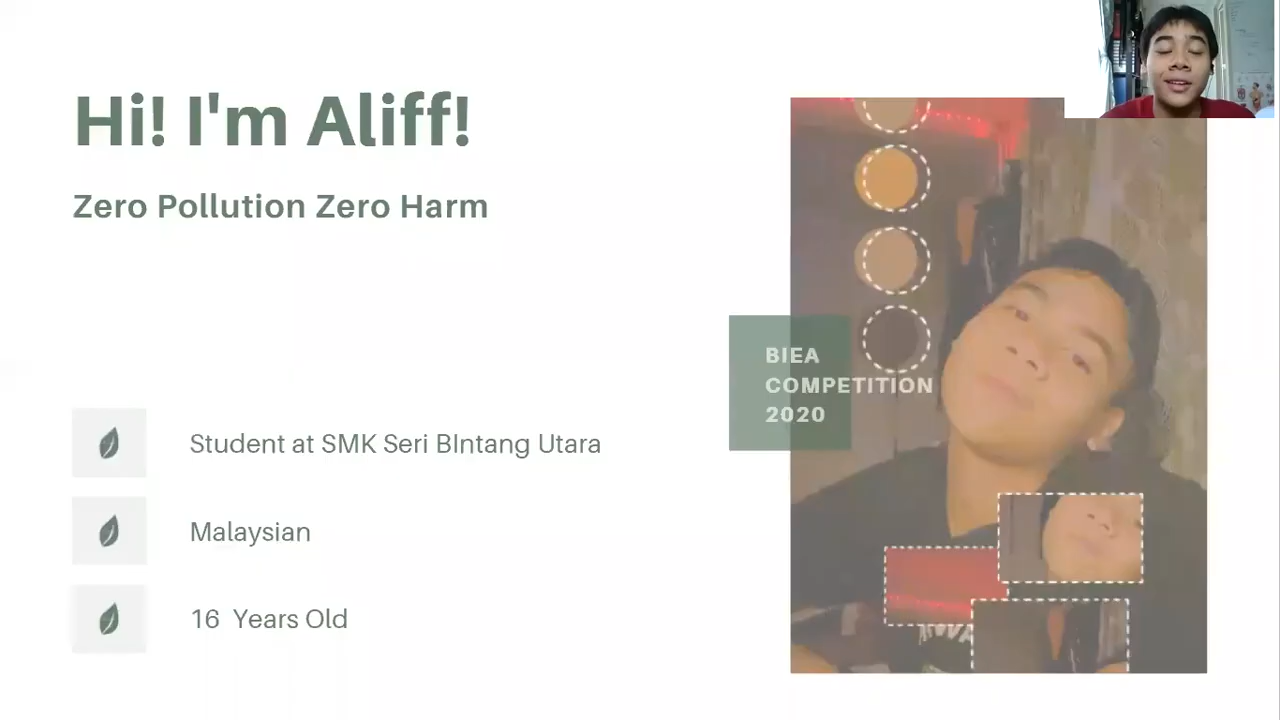 Hi! I'm Aliff!
Zero Pollution Zero Harm
BIEA
COMPETITION
2020
Student at SMK Seri BIntang Utara
Malaysian
16 Years Old